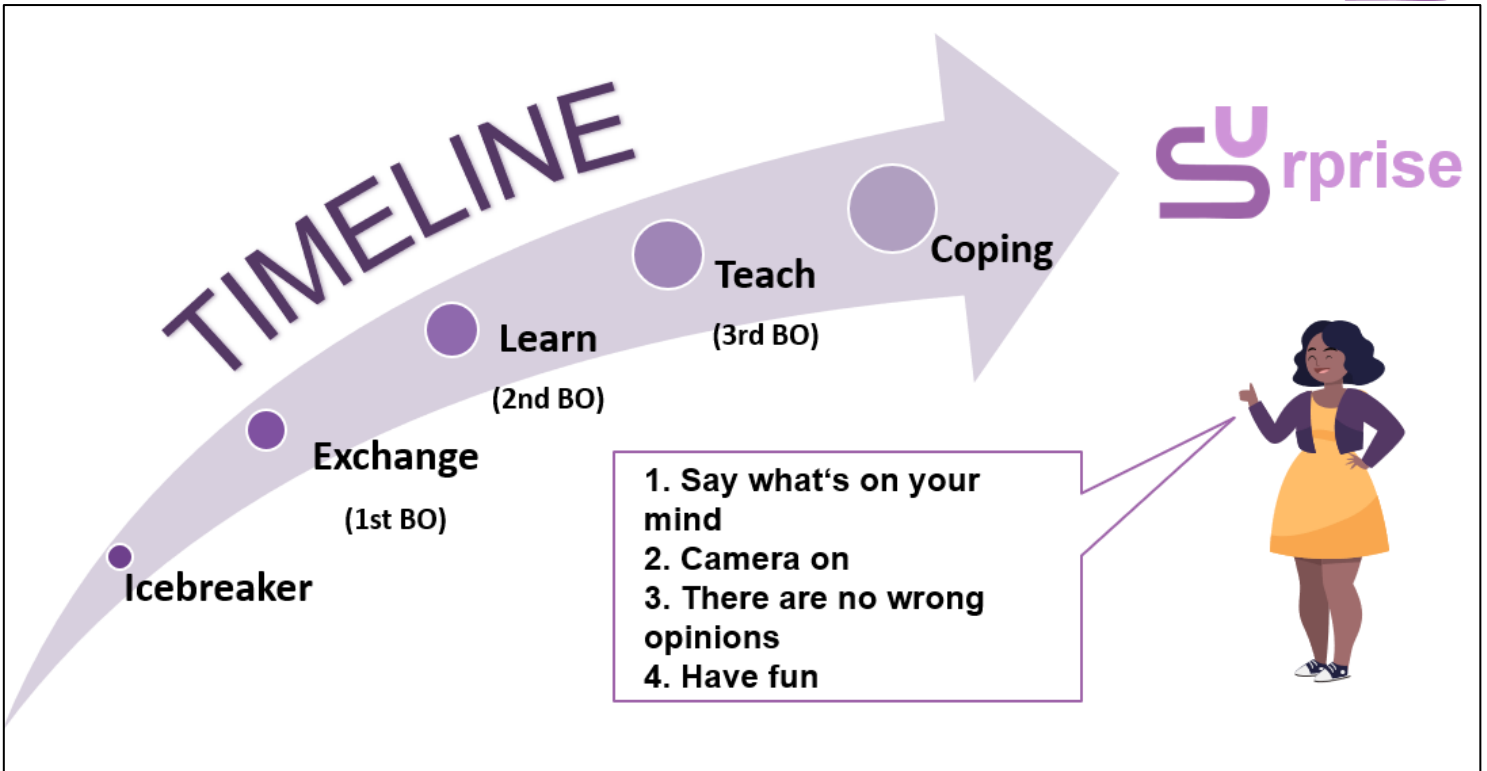 TIMELINE
Surprise
Coping
Teach
(3rd BO)
Learn
(2nd BO)
Exchange
(1st BO)
Icebreaker
1. Say what‘s on your
mind
2. Camera on
3. There are no wrong
opinions
4. Have fun